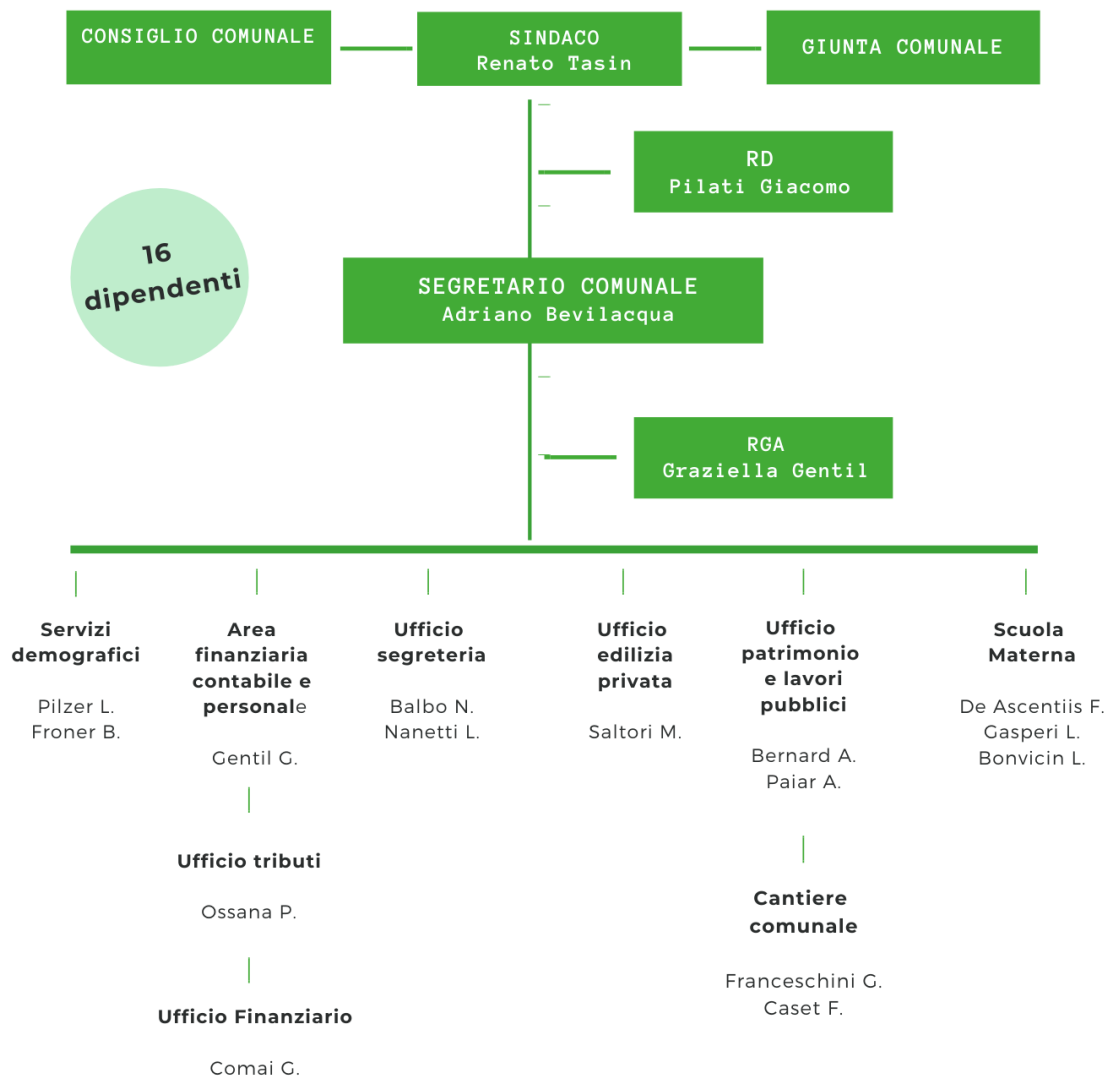 CONSIGLIO COMUNALE
SINDACO
Renato Tasin
GIUNTA COMUNALE
RD
Pilati Giacomo
16
dipendenti
SEGRETARIO COMUNALE
Adriano Bevilacqua
RGA
Graziella Gentil
Servizi
demografici
Pilzer L.
Froner B.
Area
finanziaria
contabile e
personale
Gentil G.
Ufficio tributi
Ossana P.
Ufficio Finanziario
Comai G.
Ufficio
segreteria
Balbo N.
Nanetti L.
Ufficio
edilizia
privata
Saltori M.
Ufficio
patrimonio
e lavori
pubblici
Bernard A.
Paiar A.
Cantiere
comunale
Franceschini G.
Caset F.
Scuola
Materna
De Ascentiis F.
Gasperi L.
Bonvicin L.